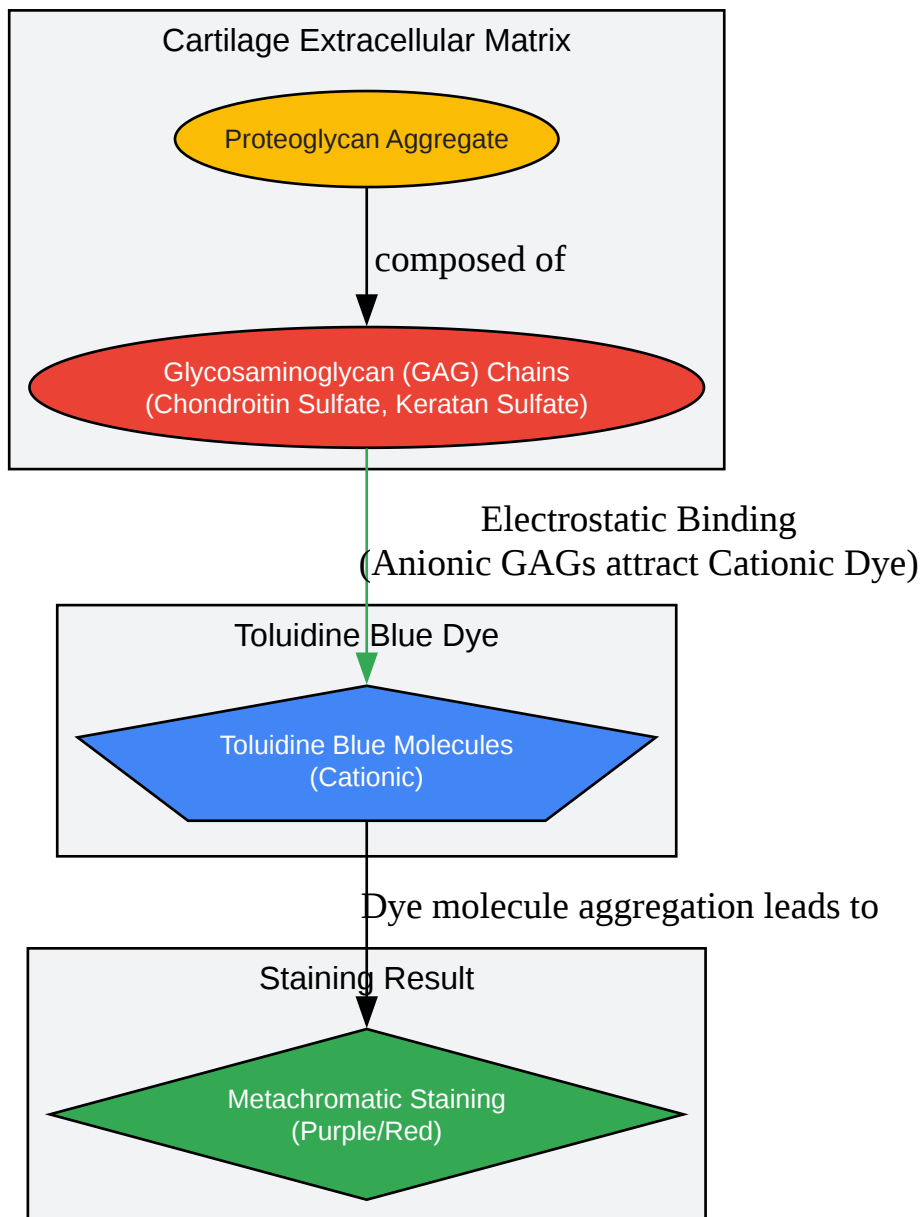 Cartilage Extracellular Matrix
Proteoglycan Aggregate
composed of
Glycosaminoglycan (GAG) Chains
(Chondroitin Sulfate, Keratan Sulfate)
Electrostatic Binding
(Anionic GAGs attract Cationic Dye)
Toluidine Blue Dye
Toluidine Blue Molecules
(Cationic)
Dye molecule aggregation leads to
Staining Result
Metachromatic Staining
(Purple/Red)